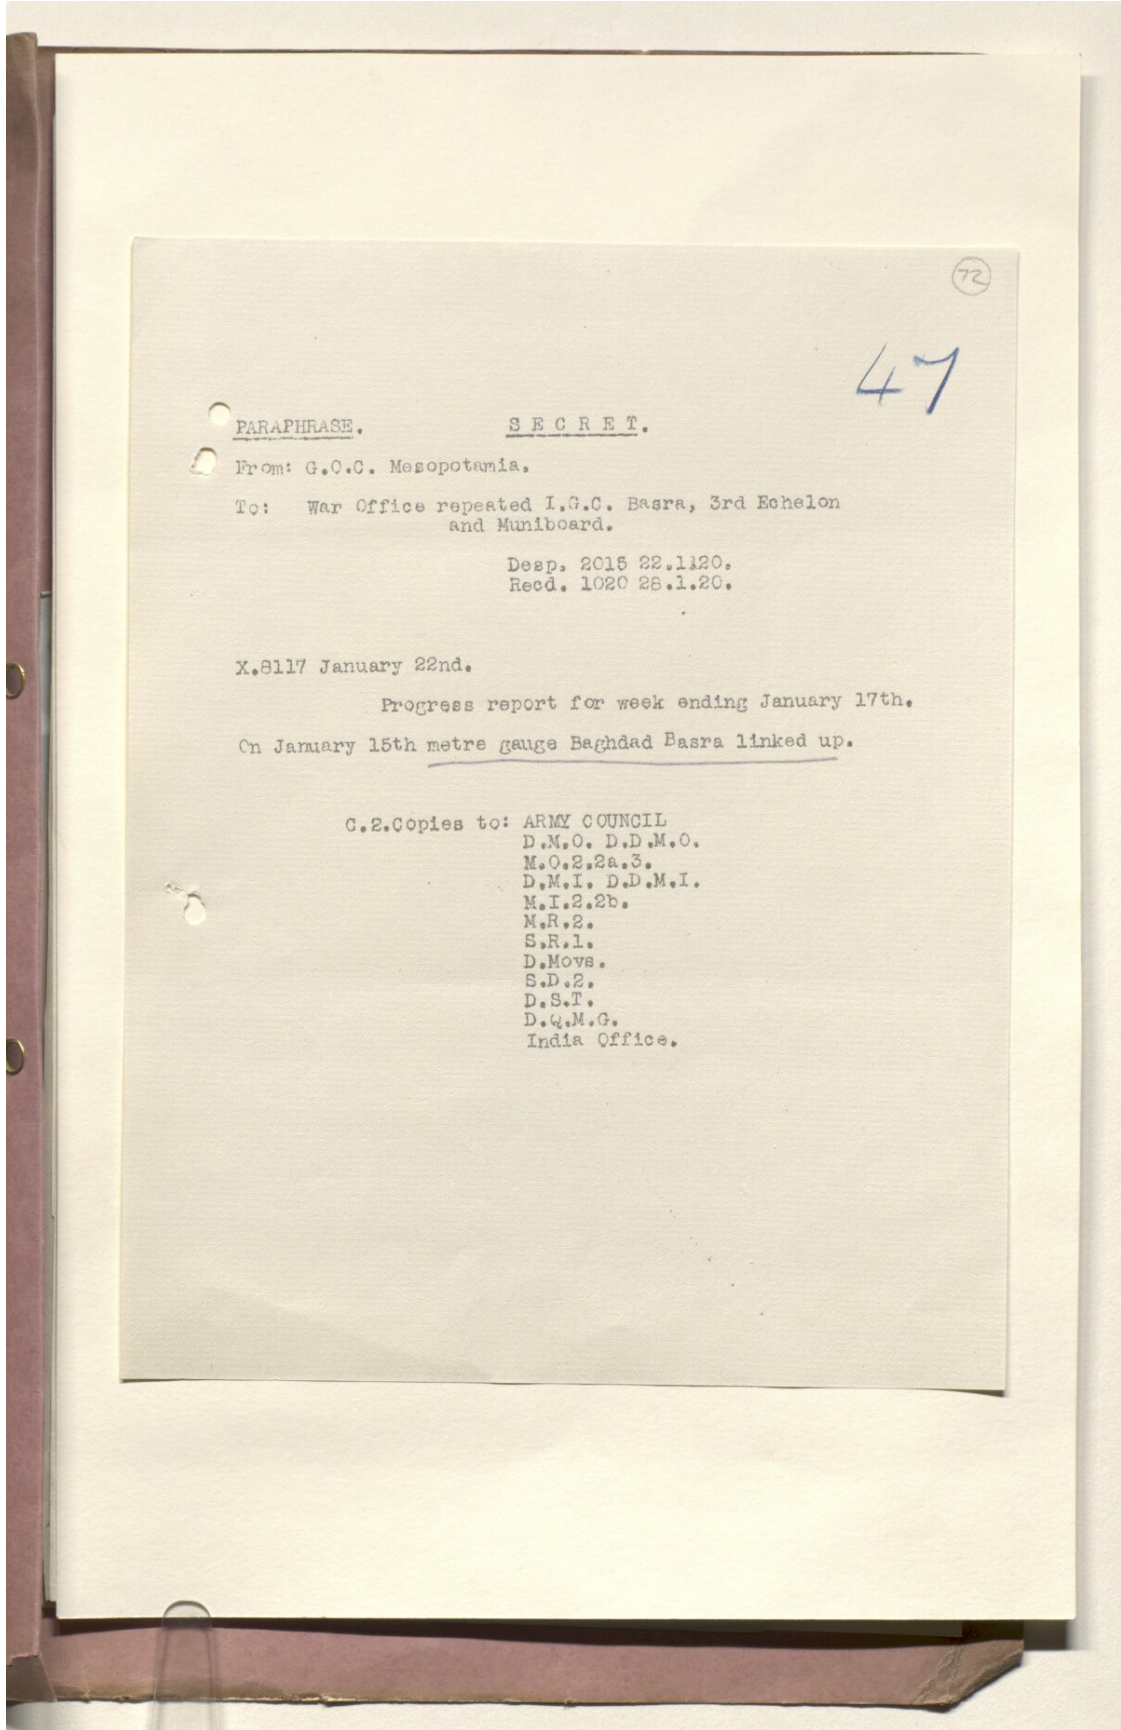 72
47
PARAPHRASE. SECRET.
From: G.O.C. Mesopotamia.
To: War Office repeated I.G.C. Basra, 3rd Echelon
and Muniboard.
Desp. 2015 22.1120.
Recd. 1020 28.1.20.
X.8117 January 22nd.
Progress report for week ending January 17th.
On January 15th metre gauge Baghdad Basra linked up.
C.2.Copies to: ARMY COUNCIL
D.M.O. D.D.M.O.
M.O.2.2a.3.
D.M.I. D.D.M.I.
M.I.2.2b.
M.R.2.
S.R.1.
D.Movs.
S.D.2.
D.S.T.
D.Q.M.G.
India Office.